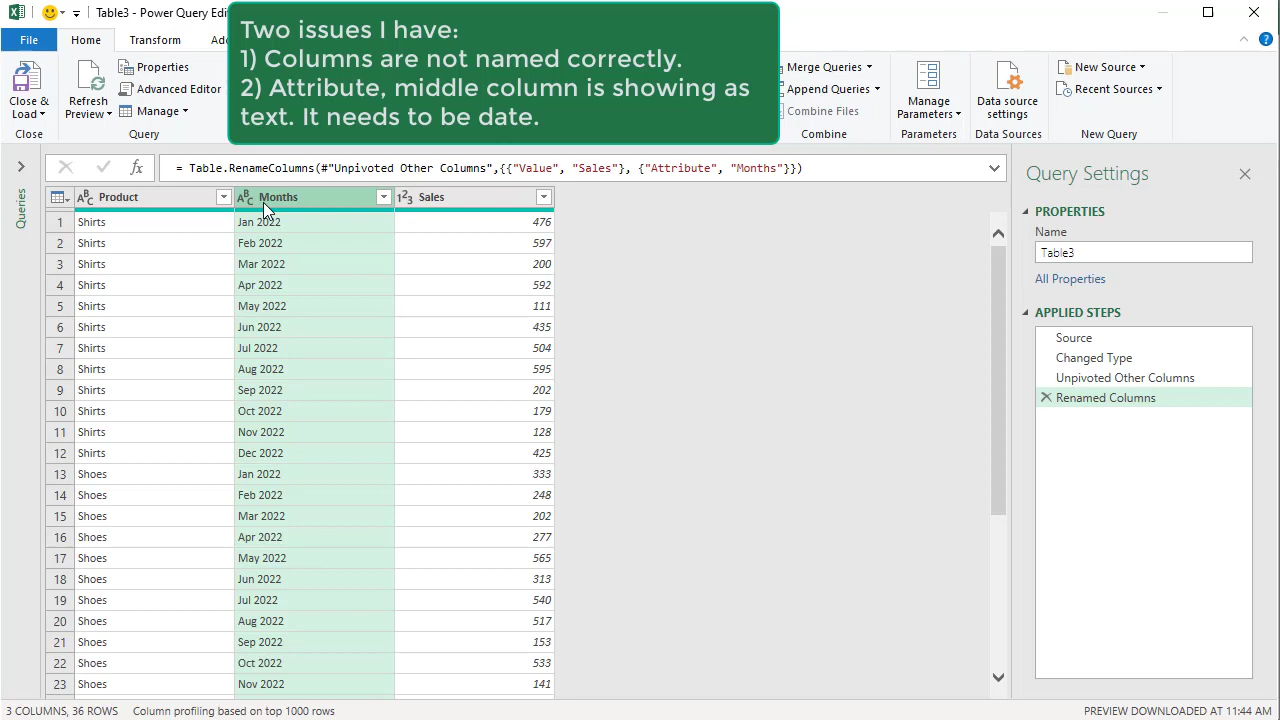 Table3 - Power Query Edi
Two issues I have:
1) Columns are not named correctly.
2) Attribute, middle column is showing as
text. It needs to be date.
File
Home
Transform
Ad
Close &
Load
Close
Refresh
Preview
Properties
Advanced Editor
Manage
Query
Merge Queries
Append Queries
Combine Files
Combine
Manage
Parameters
Parameters
Data source
settings
Data Sources
New Source
Recent Sources
New Query
Queries
fx
= Table.RenameColumns(#"Unpivoted Other Columns",{{"Value", "Sales"}, {"Attribute", "Months"}})
ABC Product ABC Months 123 Sales
1 Shirts Jan 2022 476
2 Shirts Feb 2022 597
3 Shirts Mar 2022 200
4 Shirts Apr 2022 592
5 Shirts May 2022 111
6 Shirts Jun 2022 435
7 Shirts Jul 2022 504
8 Shirts Aug 2022 595
9 Shirts Sep 2022 202
10 Shirts Oct 2022 179
11 Shirts Nov 2022 128
12 Shirts Dec 2022 425
13 Shoes Jan 2022 333
14 Shoes Feb 2022 248
15 Shoes Mar 2022 202
16 Shoes Apr 2022 277
17 Shoes May 2022 565
18 Shoes Jun 2022 313
19 Shoes Jul 2022 540
20 Shoes Aug 2022 517
21 Shoes Sep 2022 153
22 Shoes Oct 2022 533
23 Shoes Nov 2022 141
Query Settings
PROPERTIES
Name
Table3
All Properties
APPLIED STEPS
Source
Changed Type
Unpivoted Other Columns
Renamed Columns
3 COLUMNS, 36 ROWS Column profiling based on top 1000 rows
PREVIEW DOWNLOADED AT 11:44 AM